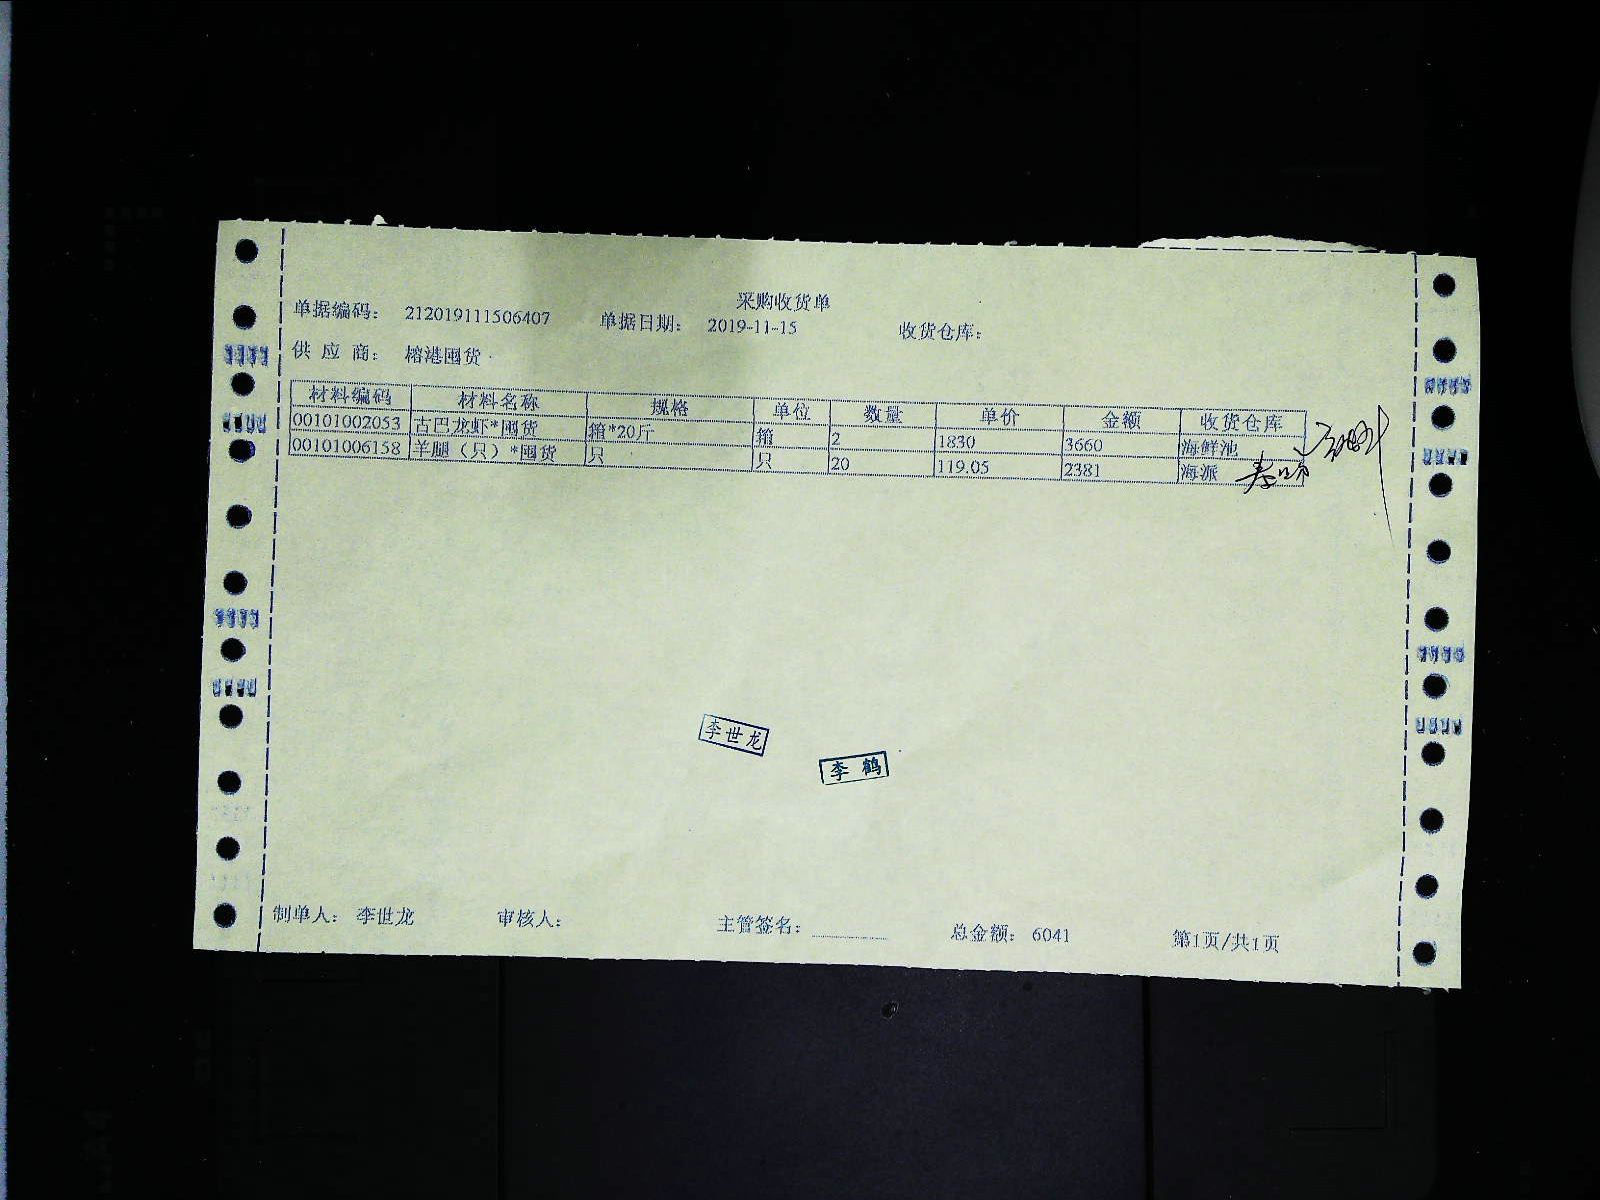 采购收货单
单据编码： 212019111506407 单据日期： 2019-11-15 收货仓库：
供 应 商： 榕港囤货
材料编码 材料名称 规格 单位 数量 单价 金额 收货仓库
00101002053 古巴龙虾*囤货 箱*20斤 箱 2 1830 3660 海鲜池
00101006158 羊腿（只）*囤货 只 只 20 119.05 2381 海派
李世龙
李鹤
制单人： 李世龙 审核人： 主管签名： 总金额： 6041 第1页/共1页